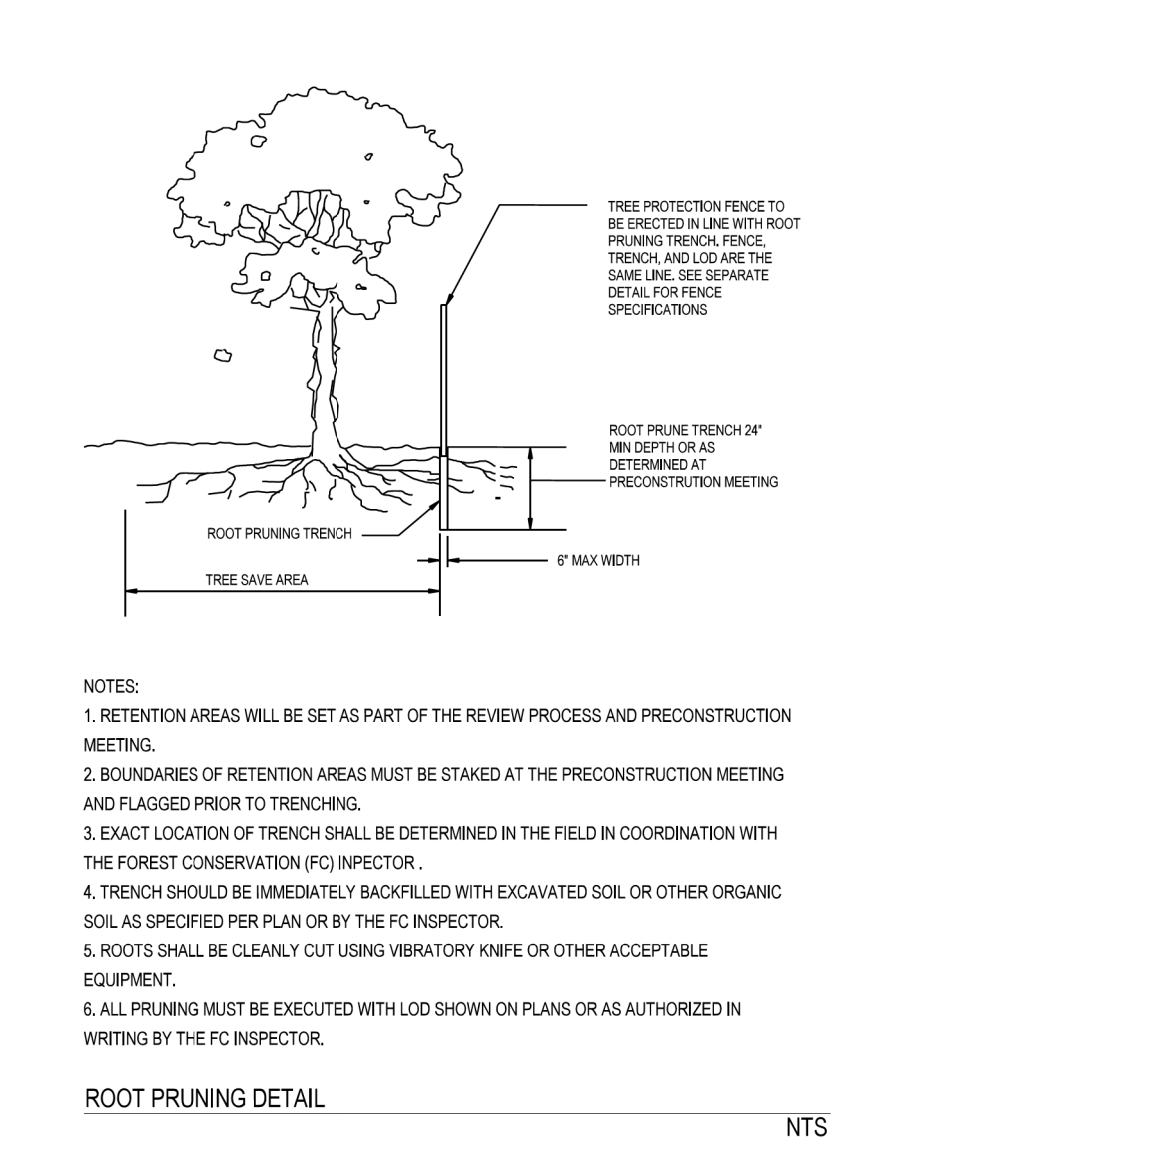 TREE PROTECTION FENCE TO
BE ERECTED IN LINE WITH ROOT
PRUNING TRENCH. FENCE,
TRENCH, AND LOD ARE THE
SAME LINE. SEE SEPARATE
DETAIL FOR FENCE
SPECIFICATIONS
ROOT PRUNE TRENCH 24"
MIN DEPTH OR AS
DETERMINED AT
PRECONSTRUTION MEETING
ROOT PRUNING TRENCH
6" MAX WIDTH
TREE SAVE AREA
NOTES:
1. RETENTION AREAS WILL BE SET AS PART OF THE REVIEW PROCESS AND PRECONSTRUCTION
MEETING.
2. BOUNDARIES OF RETENTION AREAS MUST BE STAKED AT THE PRECONSTRUCTION MEETING
AND FLAGGED PRIOR TO TRENCHING.
3. EXACT LOCATION OF TRENCH SHALL BE DETERMINED IN THE FIELD IN COORDINATION WITH
THE FOREST CONSERVATION (FC) INPECTOR .
4. TRENCH SHOULD BE IMMEDIATELY BACKFILLED WITH EXCAVATED SOIL OR OTHER ORGANIC
SOIL AS SPECIFIED PER PLAN OR BY THE FC INSPECTOR.
5. ROOTS SHALL BE CLEANLY CUT USING VIBRATORY KNIFE OR OTHER ACCEPTABLE
EQUIPMENT.
6. ALL PRUNING MUST BE EXECUTED WITH LOD SHOWN ON PLANS OR AS AUTHORIZED IN
WRITING BY THE FC INSPECTOR.
ROOT PRUNING DETAIL
NTS